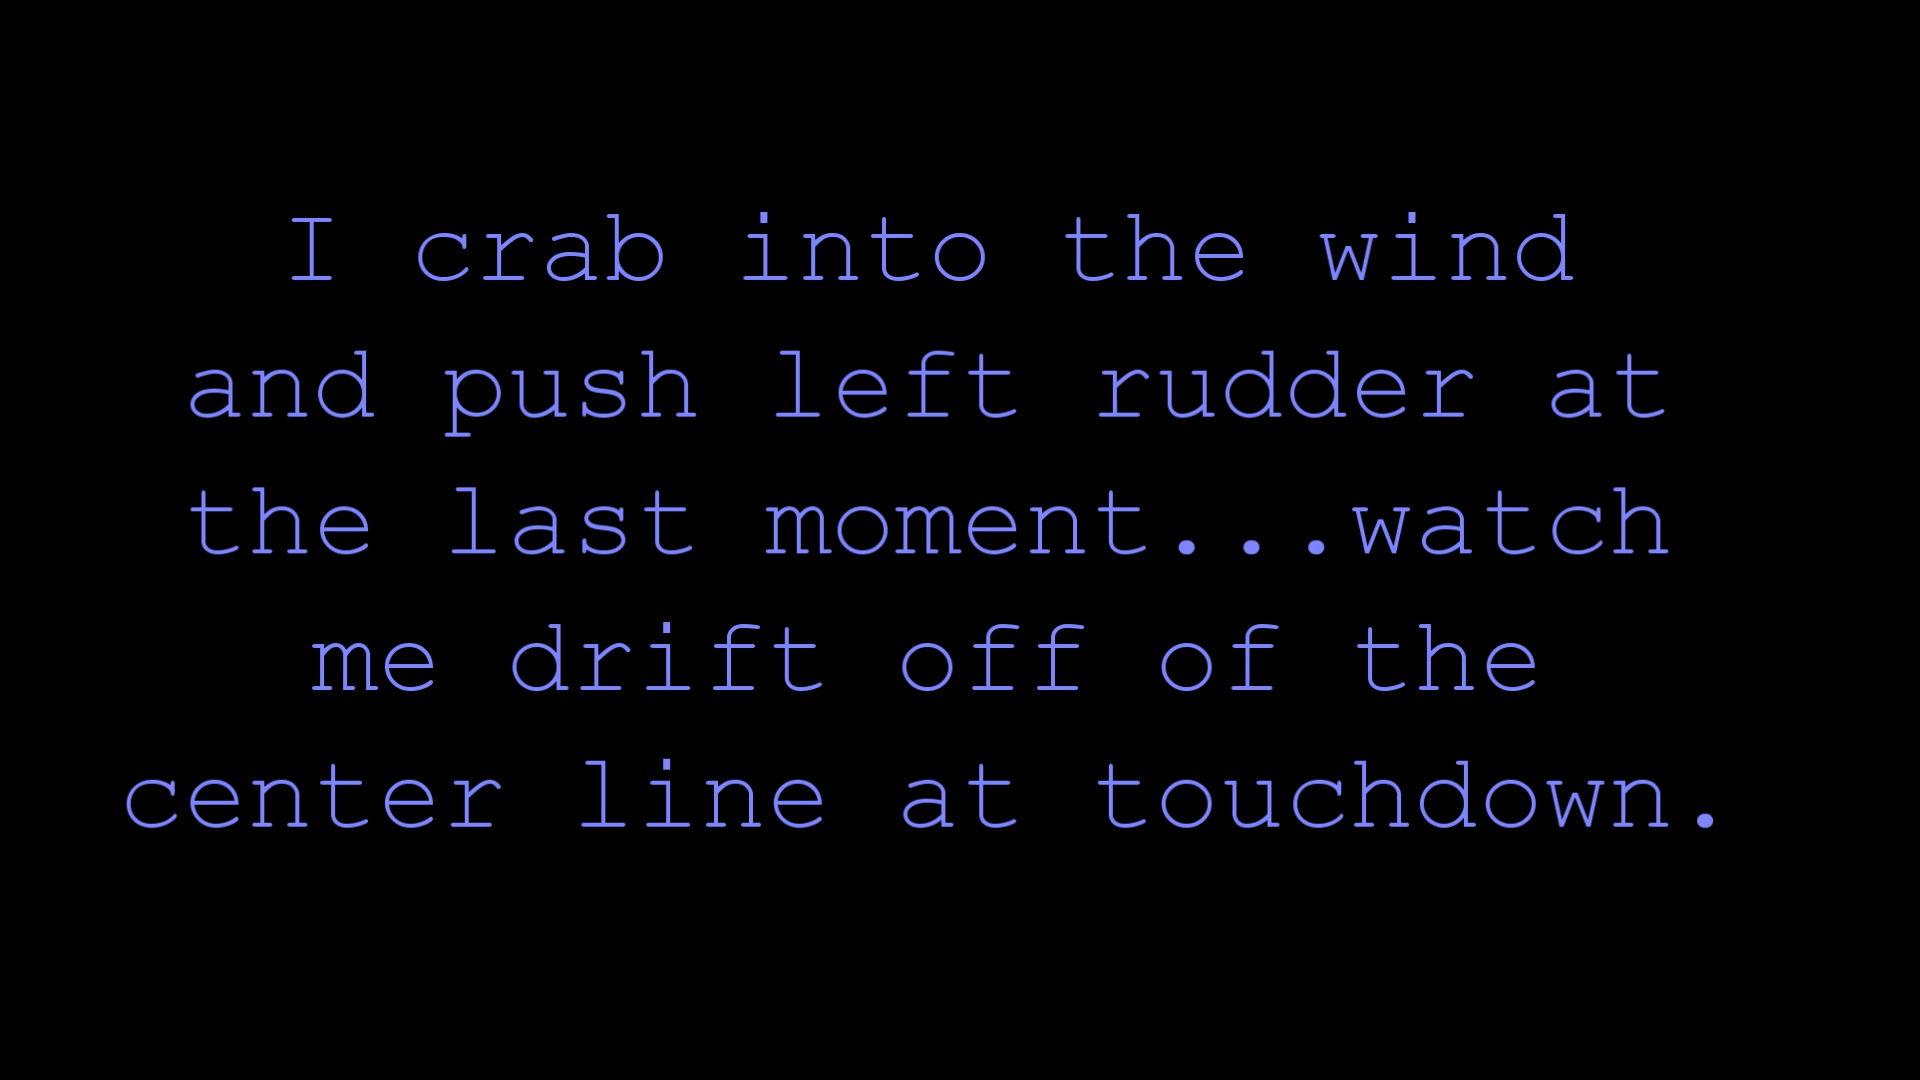 I crab into the wind
and push left rudder at
the last moment...watch
me drift off of the
center line at touchdown.